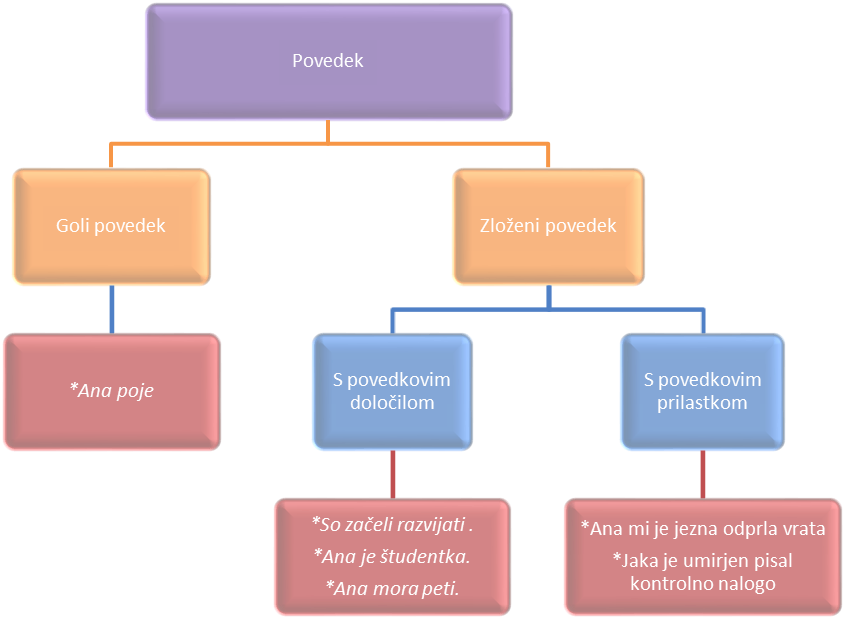 Povedek
Goli povedek
Zloženi povedek
*Ana poje
S povedkovim
določilom
S povedkovim
prilastkom
*So začeli razvijati .
*Ana je študentka.
*Ana mora peti.
*Ana mi je jezna odprla vrata
*Jaka je umirjen pisal
kontrolno nalogo